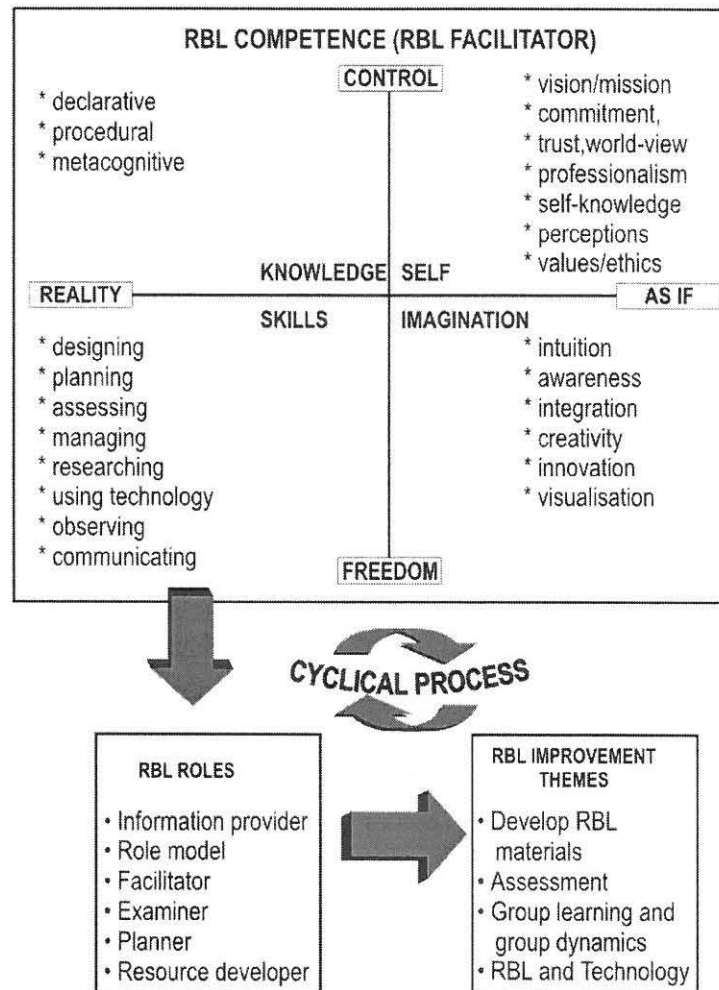 RBL COMPETENCE (RBL FACILITATOR)
CONTROL
* declarative
* procedural
* metacognitive
* vision/mission
* commitment,
* trust,world-view
* professionalism
* self-knowledge
* perceptions
* values/ethics
KNOWLEDGE SELF
REALITY
AS IF
SKILLS IMAGINATION
* designing
* planning
* assessing
* managing
* researching
* using technology
* observing
* communicating
* intuition
* awareness
* integration
* creativity
* innovation
* visualisation
FREEDOM
CYCLICAL PROCESS
RBL ROLES
• Information provider
• Role model
• Facilitator
• Examiner
• Planner
• Resource developer
RBL IMPROVEMENT
THEMES
• Develop RBL
materials
• Assessment
• Group learning and
group dynamics
• RBL and Technology